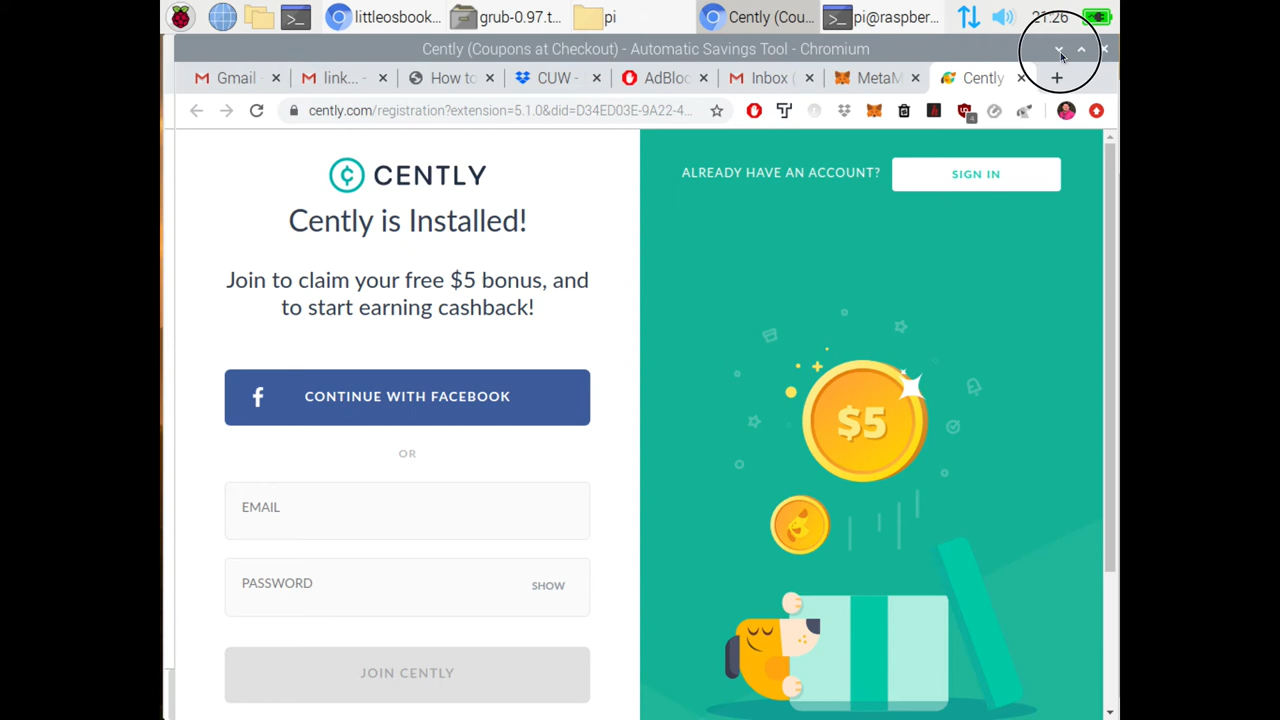 littleosbook...
grub-0.97.t...
pi
Cently (Cou...
pi@raspber...
21:26
Cently (Coupons at Checkout) - Automatic Savings Tool - Chromium
Gmail -
link...-
How to
CUW -
AdBloc
Inbox (
MetaM
Cently
cently.com/registration?extension=5.1.0&did=D34ED03E-9A22-4...
4
CENTLY
Cently is Installed!
Join to claim your free $5 bonus, and
to start earning cashback!
CONTINUE WITH FACEBOOK
OR
EMAIL
PASSWORD
SHOW
JOIN CENTLY
ALREADY HAVE AN ACCOUNT?
SIGN IN
$5